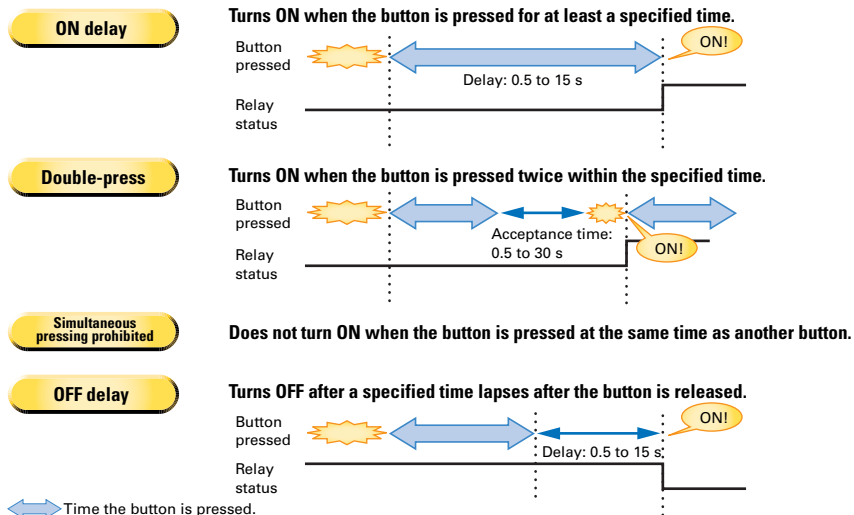 ON delay
Turns ON when the button is pressed for at least a specified time.
Button
pressed
ON!
Delay: 0.5 to 15 s
Relay
status
Double-press
Turns ON when the button is pressed twice within the specified time.
Button
pressed
Acceptance time:
0.5 to 30 s
ON!
Relay
status
Simultaneous
pressing prohibited
Does not turn ON when the button is pressed at the same time as another button.
OFF delay
Turns OFF after a specified time lapses after the button is released.
Button
pressed
ON!
Delay: 0.5 to 15 s
Relay
status
Time the button is pressed.